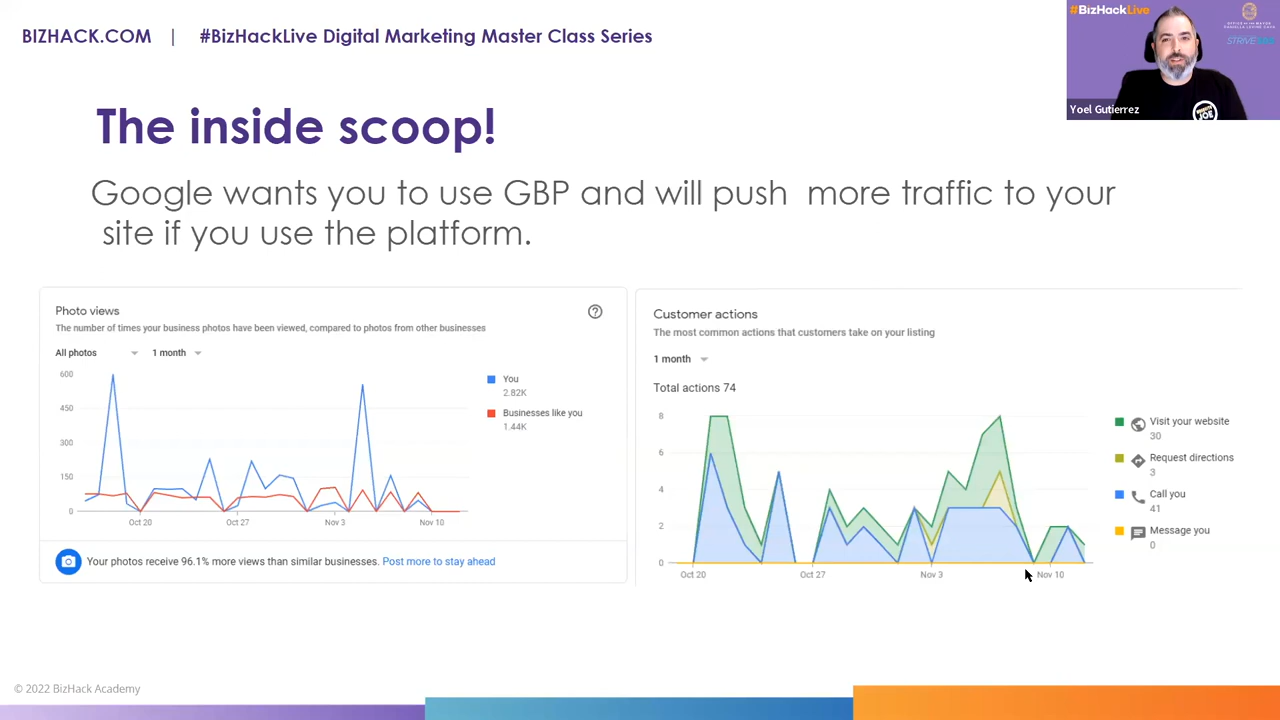 BIZHACK.COM | #BizHackLive Digital Marketing Master Class Series
#BizHackLive
Yoel Gutierrez
The inside scoop!
Google wants you to use GBP and will push more traffic to your
site if you use the platform.
Photo views
The number of times your business photos have been viewed, compared to photos from other businesses
All photos 1 month
600
450
300
150
0
Oct 20 Oct 27 Nov 3 Nov 10
You
2.82K
Businesses like you
1.44K
Your photos receive 96.1% more views than similar businesses. Post more to stay ahead
Customer actions
The most common actions that customers take on your listing
1 month
Total actions 74
8
6
4
2
0
Oct 20 Oct 27 Nov 3 Nov 10
Visit your website
30
Request directions
3
Call you
41
Message you
0
© 2022 BizHack Academy